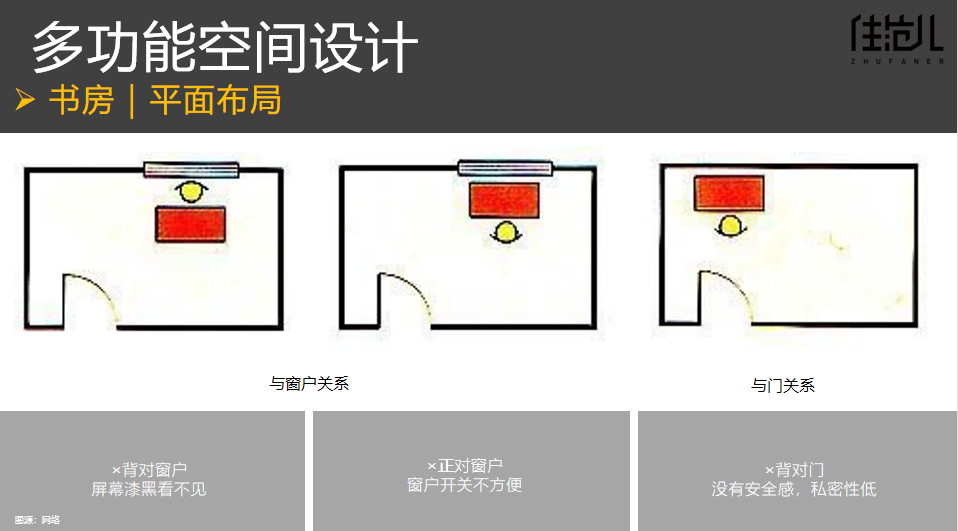 多功能空间设计
住范儿
ZHUFANER
书房｜平面布局
与窗户关系
与门关系
×背对窗户
屏幕漆黑看不见
×正对窗户
窗户开关不方便
×背对门
没有安全感，私密性低
图源：网络